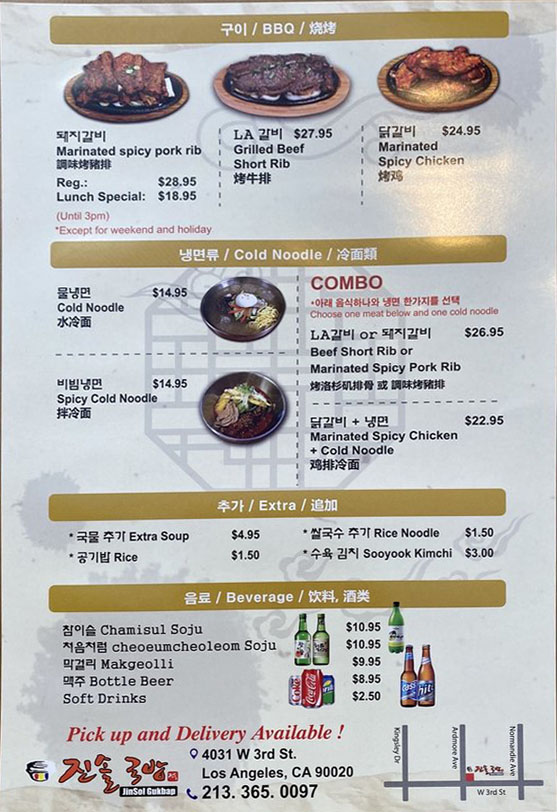 구이 / BBQ / 烧烤
돼지갈비
Marinated spicy pork rib
調味烤豬排
Reg.: $28.95
Lunch Special: $18.95
(Until 3pm)
*Except for weekend and holiday
LA 갈비 $27.95
Grilled Beef
Short Rib
烤牛排
닭갈비 $24.95
Marinated
Spicy Chicken
烤鸡
냉면류 / Cold Noodle / 冷面類
물냉면 $14.95
Cold Noodle
水冷面
비빔냉면 $14.95
Spicy Cold Noodle
拌冷面
COMBO
*아래 음식하나와 냉면 한가지를 선택
Choose one meat below and one cold noodle
LA갈비 or 돼지갈비 $26.95
Beef Short Rib or
Marinated Spicy Pork Rib
烤洛杉矶排骨 或 調味烤豬排
닭갈비 + 냉면 $22.95
Marinated Spicy Chicken
+ Cold Noodle
鸡排冷面
추가 / Extra / 追加
* 국물 추가 Extra Soup $4.95
* 공기밥 Rice $1.50
* 쌀국수 추가 Rice Noodle $1.50
* 수육 김치 Sooyook Kimchi $3.00
음료 / Beverage / 饮料, 酒类
참이슬 Chamisul Soju $10.95
처음처럼 cheoeumcheoleom Soju $10.95
막걸리 Makgeolli $9.95
맥주 Bottle Beer $8.95
Soft Drinks $2.50
Coke
Coca-Cola
Sprite
Cass
hite
Pick up and Delivery Available !
진솔국밥
JinSol Gukbap
4031 W 3rd St.
Los Angeles, CA 90020
213. 365. 0097
Kingsley Dr
Ardmore Ave
Normandie Ave
진솔국밥
W 3rd St